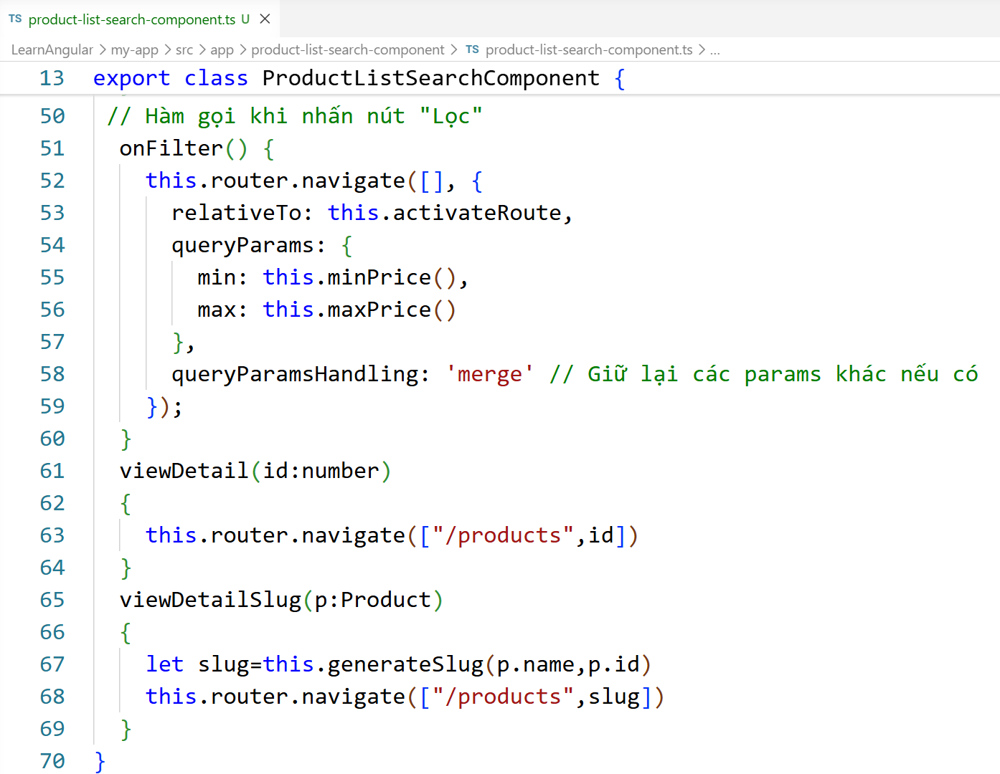 TS product-list-search-component.ts U ×
LearnAngular > my-app > src > app > product-list-search-component > TS product-list-search-component.ts > ...
13 export class ProductListSearchComponent {
50 // Hàm gọi khi nhấn nút "Lọc"
51 onFilter() {
52 this.router.navigate([], {
53 relativeTo: this.activateRoute,
54 queryParams: {
55 min: this.minPrice(),
56 max: this.maxPrice()
57 },
58 queryParamsHandling: 'merge' // Giữ lại các params khác nếu có
59 });
60 }
61 viewDetail(id:number)
62 {
63 this.router.navigate(["/products",id])
64 }
65 viewDetailSlug(p:Product)
66 {
67 let slug=this.generateSlug(p.name,p.id)
68 this.router.navigate(["/products",slug])
69 }
70 }